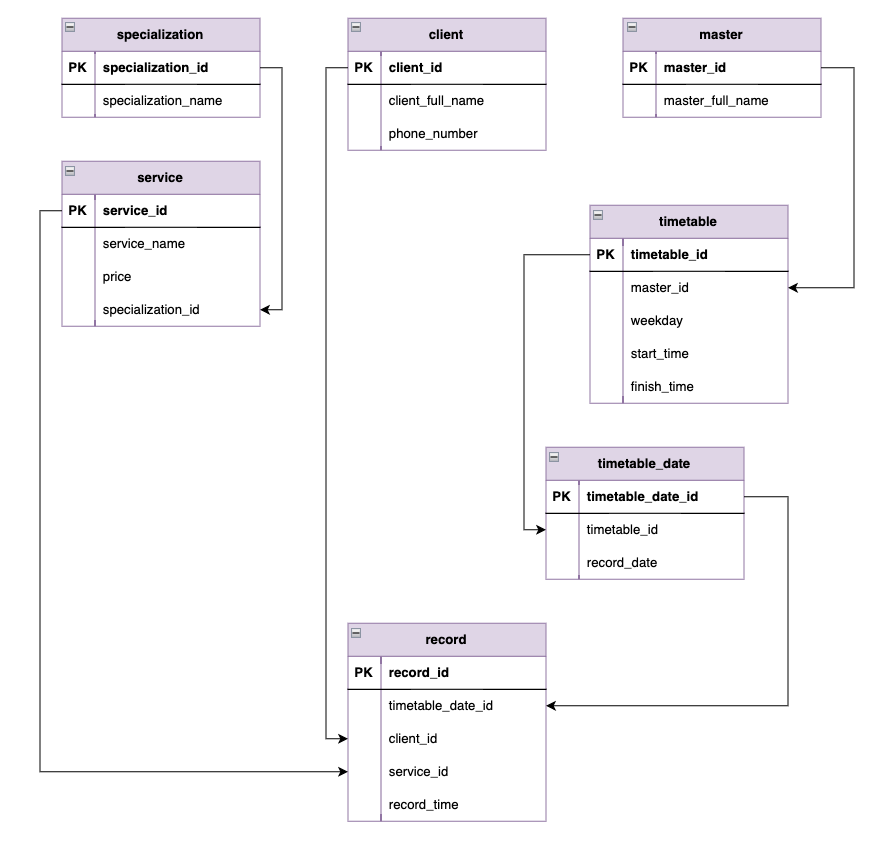 specialization
PK specialization_id
specialization_name
client
PK client_id
client_full_name
phone_number
master
PK master_id
master_full_name
service
PK service_id
service_name
price
specialization_id
timetable
PK timetable_id
master_id
weekday
start_time
finish_time
timetable_date
PK timetable_date_id
timetable_id
record_date
record
PK record_id
timetable_date_id
client_id
service_id
record_time